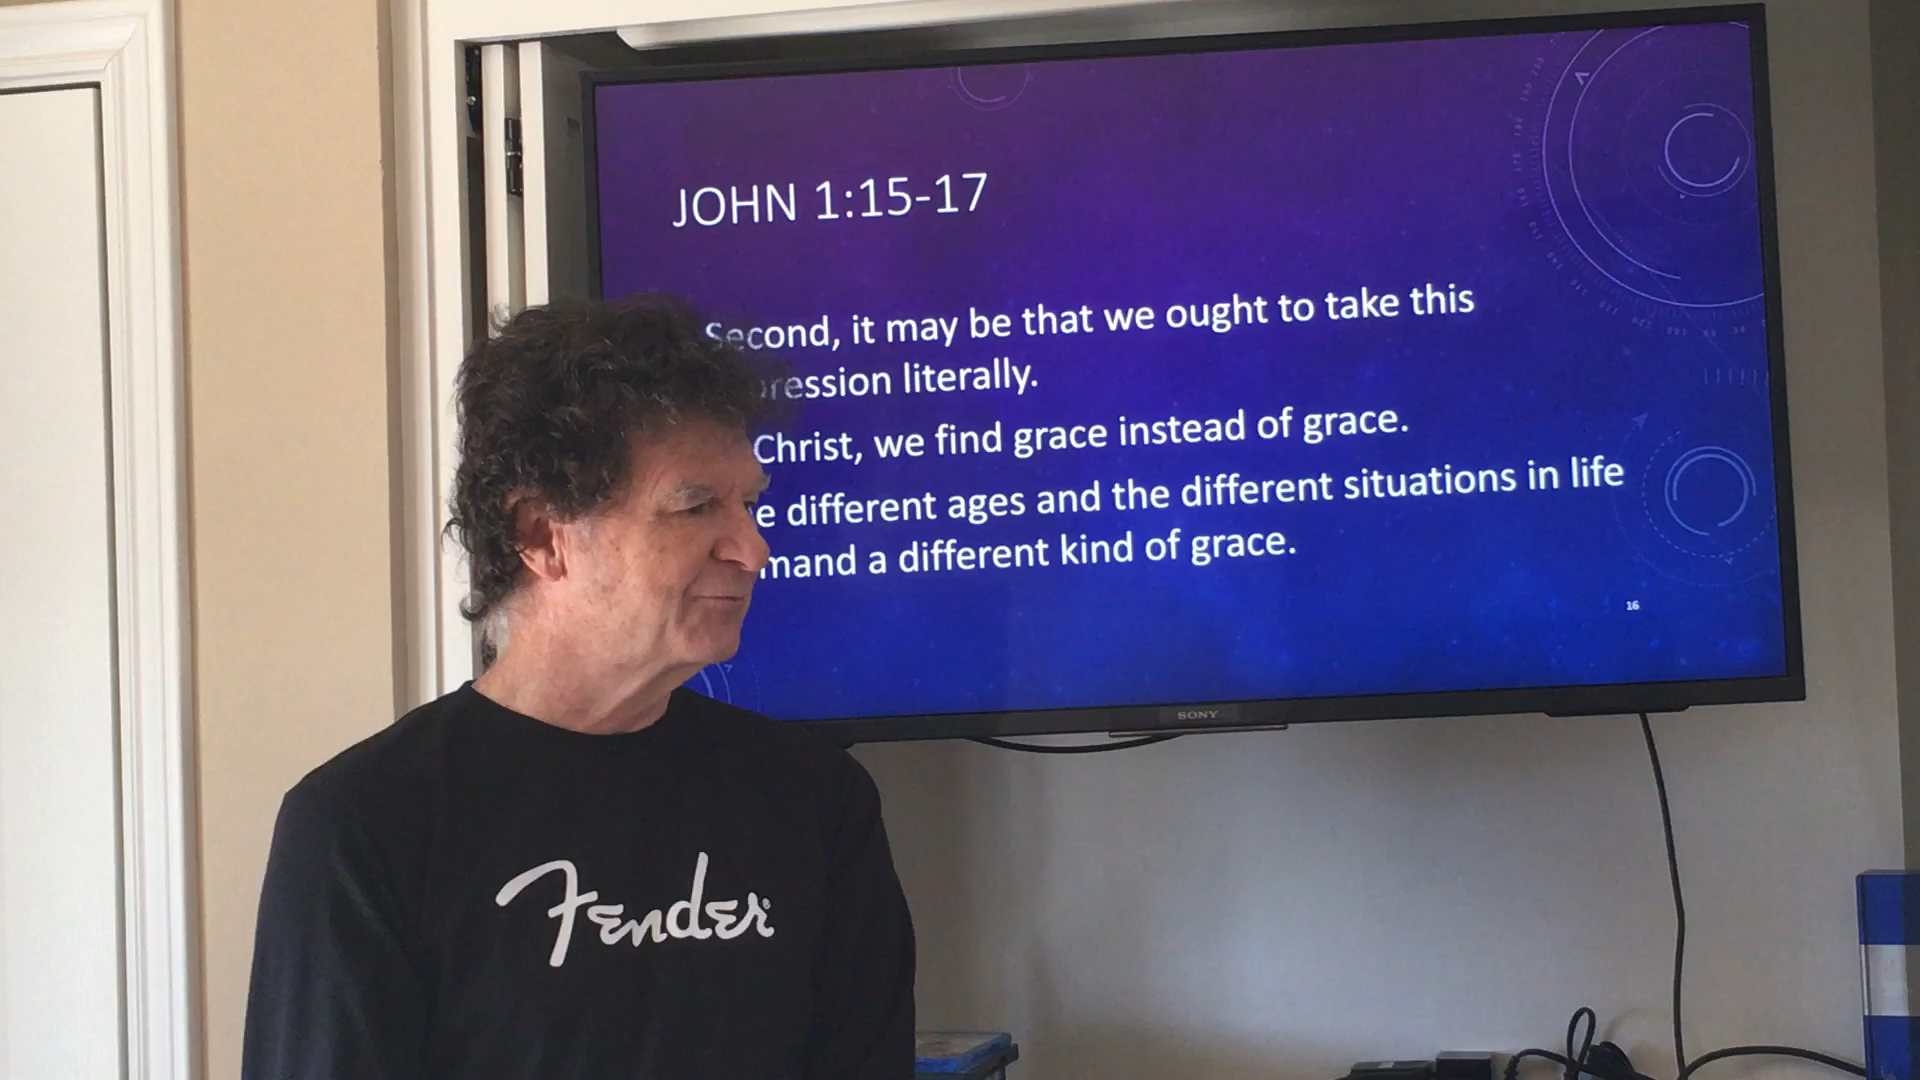 JOHN 1:15-17
Second, it may be that we ought to take this
ression literally.
Christ, we find grace instead of grace.
e different ages and the different situations in life
mand a different kind of grace.
16
SONY
Fender